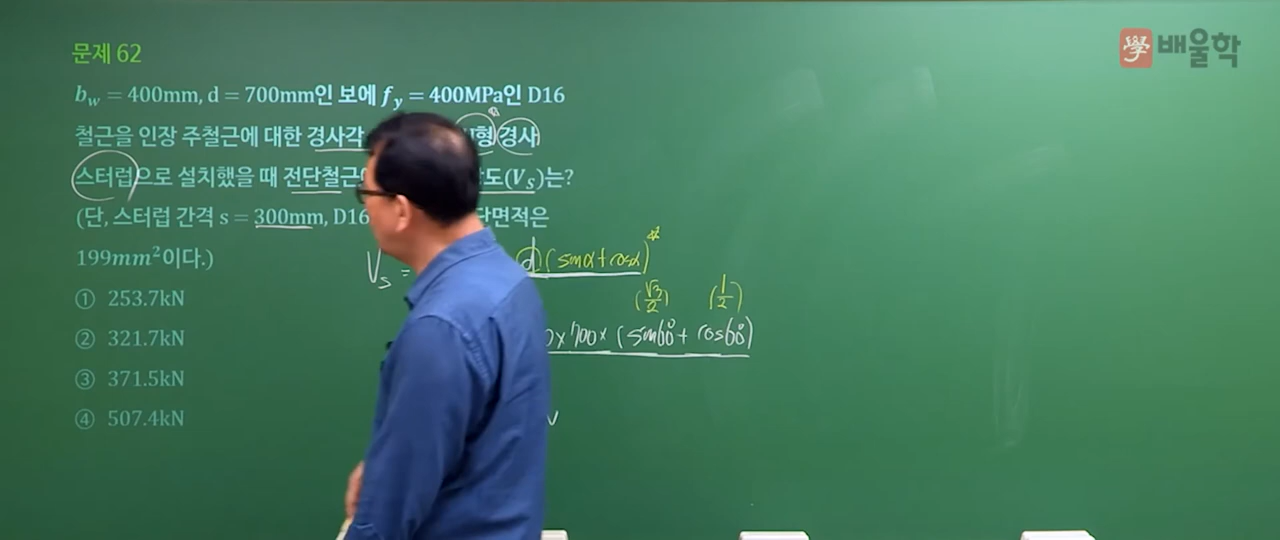 문제 62
學 배울학
b_w = 400mm, d = 700mm인 보에 f_y = 400MPa인 D16
철근을 인장 주철근에 대한 경사각 U형 경사
스터럽으로 설치했을 때 전단철근 도(V_S)는?
(단, 스터럽 간격 s = 300mm, D16 단면적은
199mm²이다.)
① 253.7kN
② 321.7kN
③ 371.5kN
④ 507.4kN
V_s = d (sinα + cosα)
(√3/2) (1/2)
0 × 700 × (sin60° + cos60°)